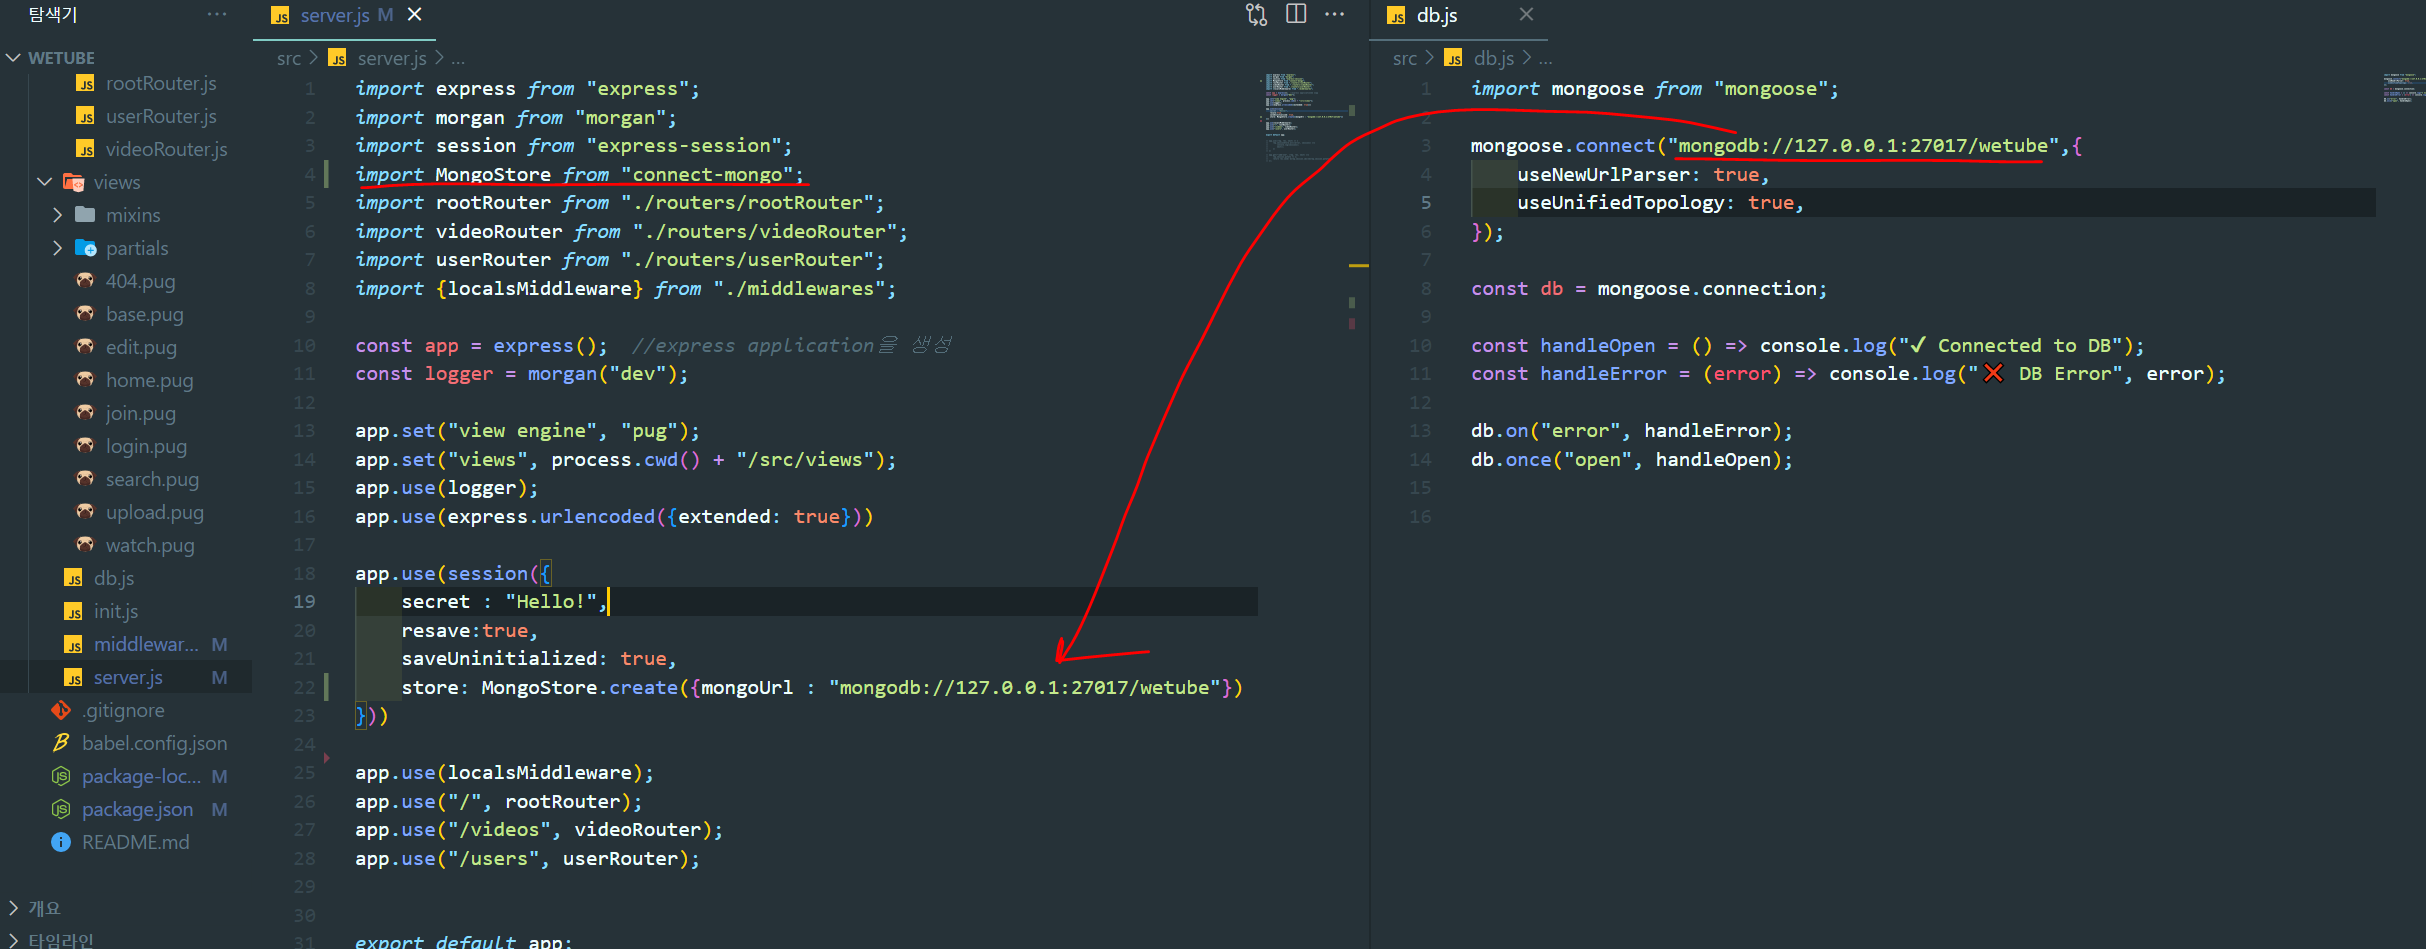 탐색기 ...
WETUBE
rootRouter.js
userRouter.js
videoRouter.js
views
mixins
partials
404.pug
base.pug
edit.pug
home.pug
join.pug
login.pug
search.pug
upload.pug
watch.pug
db.js
init.js
middlewar... M
server.js M
.gitignore
babel.config.json
package-loc... M
package.json M
README.md
개요
타임라인
JS server.js M
src > JS server.js > ...
1 import express from "express";
2 import morgan from "morgan";
3 import session from "express-session";
4 import MongoStore from "connect-mongo";
5 import rootRouter from "./routers/rootRouter";
6 import videoRouter from "./routers/videoRouter";
7 import userRouter from "./routers/userRouter";
8 import {localsMiddleware} from "./middlewares";
9
10 const app = express();  //express application을 생성
11 const logger = morgan("dev");
12
13 app.set("view engine", "pug");
14 app.set("views", process.cwd() + "/src/views");
15 app.use(logger);
16 app.use(express.urlencoded({extended: true}))
17
18 app.use(session({
19     secret : "Hello!",
20     resave:true,
21     saveUninitialized: true,
22     store: MongoStore.create({mongoUrl : "mongodb://127.0.0.1:27017/wetube"})
23 }))
24
25 app.use(localsMiddleware);
26 app.use("/", rootRouter);
27 app.use("/videos", videoRouter);
28 app.use("/users", userRouter);
29
30
31 export default app;
JS db.js
src > JS db.js > ...
1 import mongoose from "mongoose";
2
3 mongoose.connect("mongodb://127.0.0.1:27017/wetube",{
4     useNewUrlParser: true,
5     useUnifiedTopology: true,
6 });
7
8 const db = mongoose.connection;
9
10 const handleOpen = () => console.log("✔ Connected to DB");
11 const handleError = (error) => console.log("❌ DB Error", error);
12
13 db.on("error", handleError);
14 db.once("open", handleOpen);
15
16